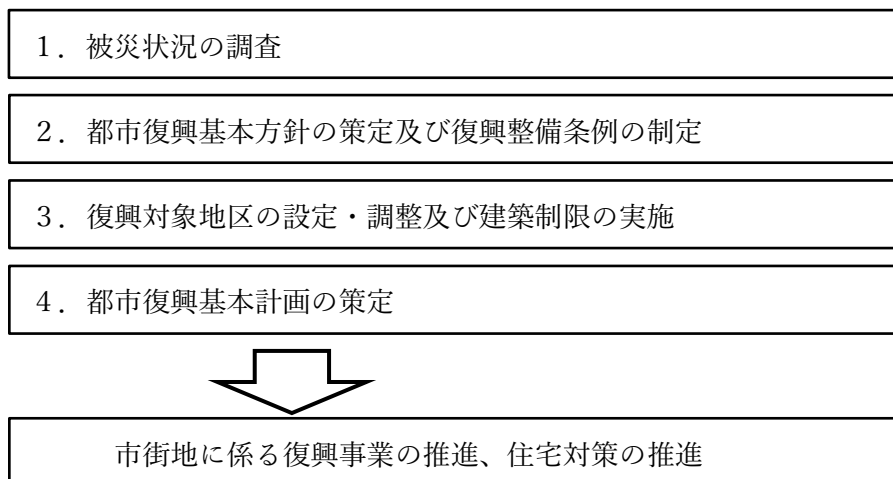 １．被災状況の調査
２．都市復興基本方針の策定及び復興整備条例の制定
３．復興対象地区の設定・調整及び建築制限の実施
４．都市復興基本計画の策定
市街地に係る復興事業の推進、住宅対策の推進